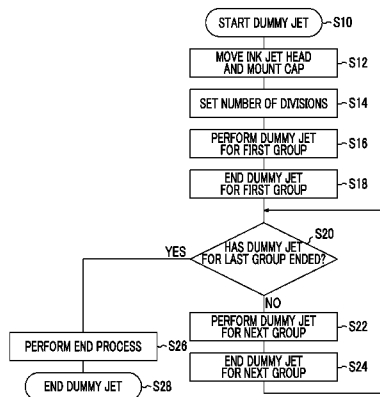 START DUMMY JET
S10
MOVE INK JET HEAD
AND MOUNT CAP
S12
SET NUMBER OF DIVISIONS
S14
PERFORM DUMMY JET
FOR FIRST GROUP
S16
END DUMMY JET
FOR FIRST GROUP
S18
S20
HAS DUMMY JET
FOR LAST GROUP ENDED?
YES
NO
PERFORM DUMMY JET
FOR NEXT GROUP
S22
PERFORM END PROCESS
S26
END DUMMY JET
FOR NEXT GROUP
S24
END DUMMY JET
S28